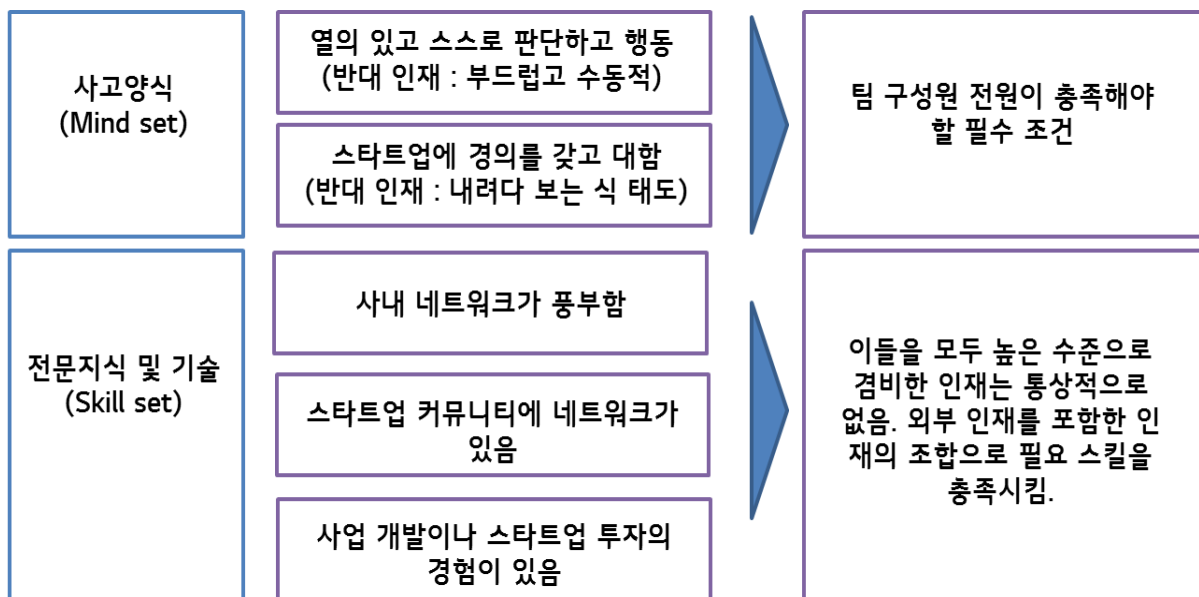 사고양식
(Mind set)
열의 있고 스스로 판단하고 행동
(반대 인재 : 부드럽고 수동적)
스타트업에 경의를 갖고 대함
(반대 인재 : 내려다 보는 식 태도)
팀 구성원 전원이 충족해야
할 필수 조건
전문지식 및 기술
(Skill set)
사내 네트워크가 풍부함
스타트업 커뮤니티에 네트워크가
있음
사업 개발이나 스타트업 투자의
경험이 있음
이들을 모두 높은 수준으로
겸비한 인재는 통상적으로
없음. 외부 인재를 포함한 인
재의 조합으로 필요 스킬을
충족시킴.